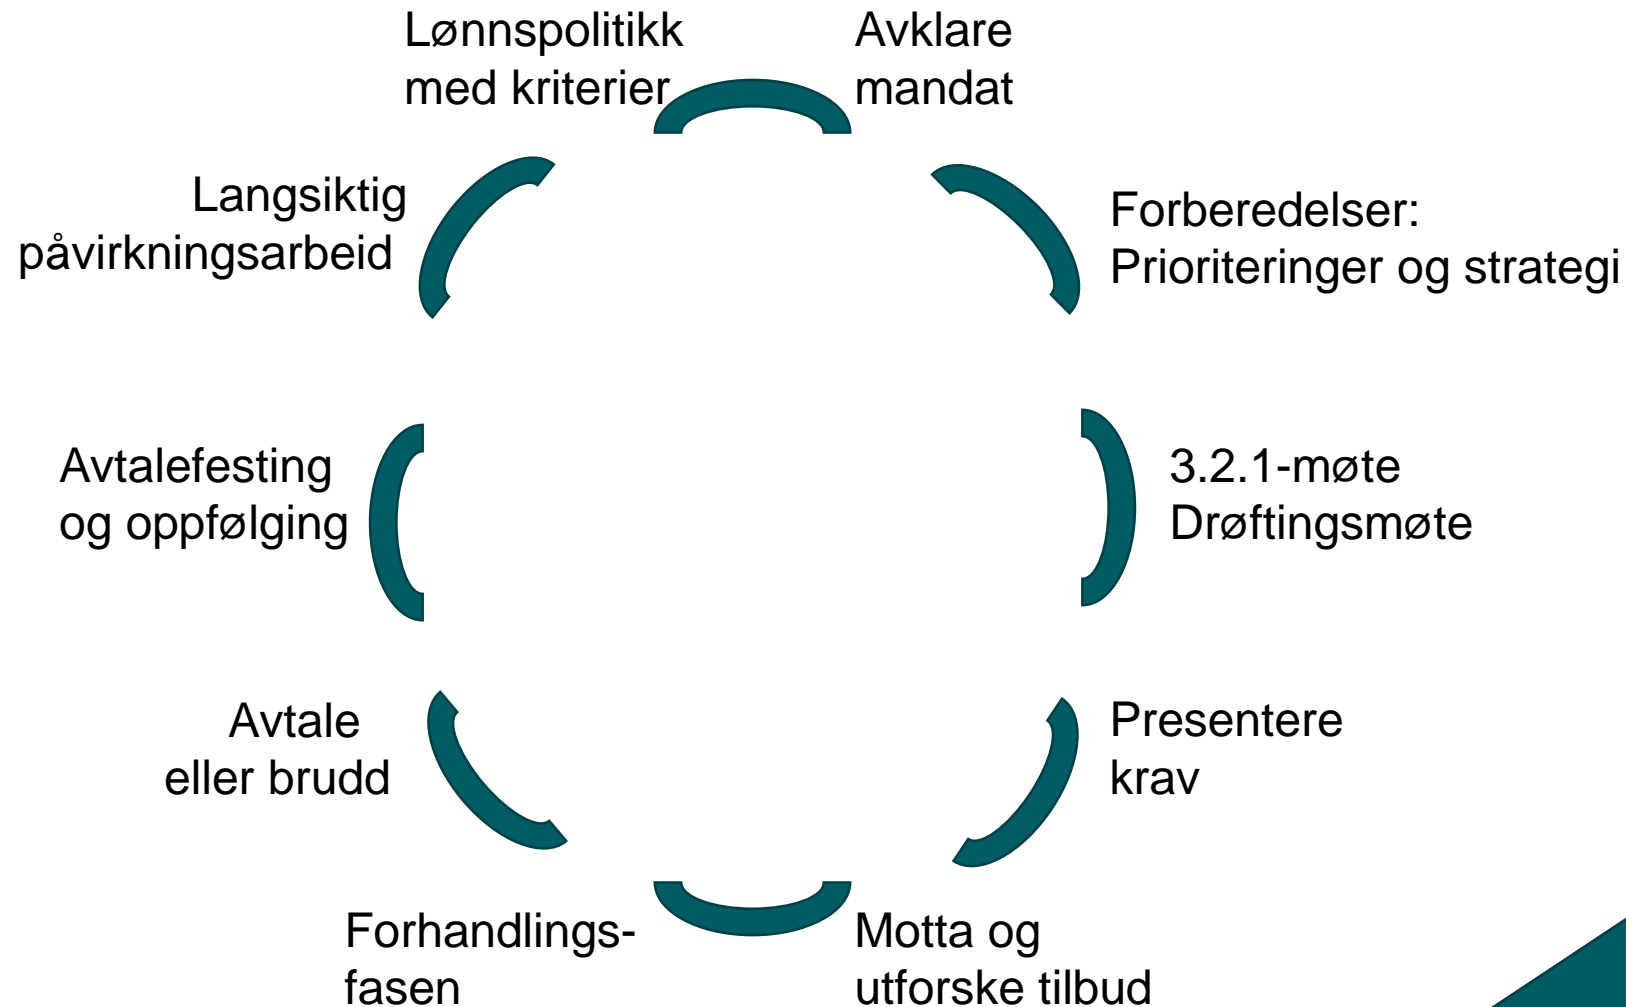 Lønnspolitikk
med kriterier
Avklare
mandat
Forberedelser:
Prioriteringer og strategi
3.2.1-møte
Drøftingsmøte
Presentere
krav
Motta og
utforske tilbud
Forhandlings-
fasen
Avtale
eller brudd
Avtalefesting
og oppfølging
Langsiktig
påvirkningsarbeid